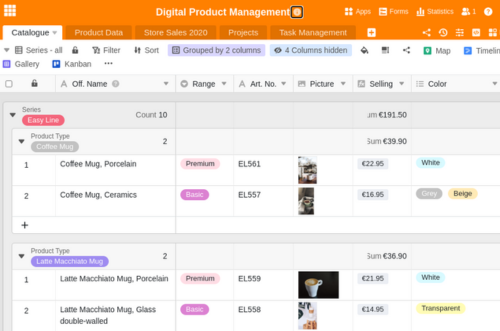 Digital Product Management
Apps Forms Statistics 1
Catalogue Product Data Store Sales 2020 Projects Task Management
Series - all Filter Sort Grouped by 2 columns 4 Columns hidden Map
Gallery Kanban
Off. Name Range Art. No. Picture Selling Color
Series
Easy Line Count 10 €191.50
Product Type
Coffee Mug 2 Sum €39.90
1 Coffee Mug, Porcelain Premium EL561 €22.95 White
2 Coffee Mug, Ceramics Basic EL557 €16.95 Grey Beige
Product Type
Latte Macchiato Mug 2 Sum €36.90
1 Latte Macchiato Mug, Porcelain Premium EL559 €21.95 White
2 Latte Macchiato Mug, Glass Basic EL558 €14.95 Transparent
double-walled